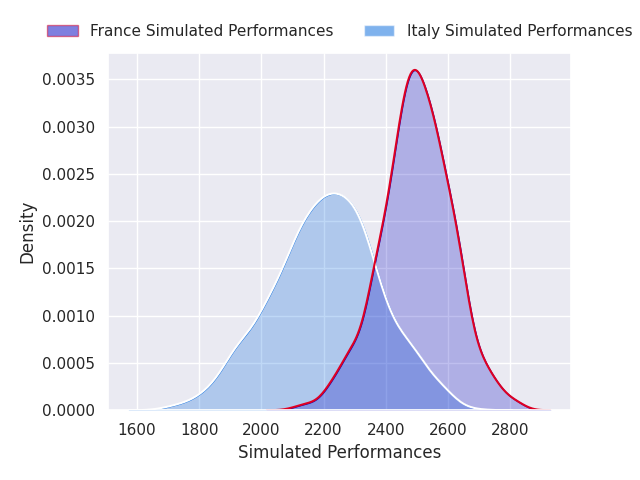 France Simulated Performances
Italy Simulated Performances
0.0035
0.0030
0.0025
0.0020
0.0015
0.0010
0.0005
0.0000
Density
1600 1800 2000 2200 2400 2600 2800
Simulated Performances